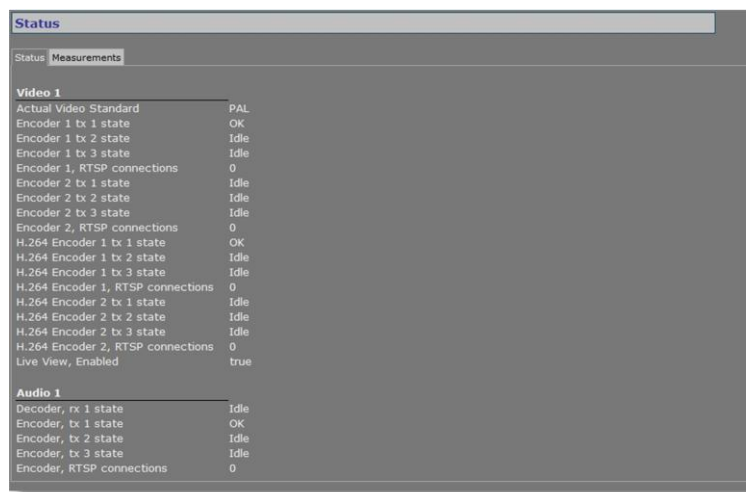 Status
Status Measurements
Video 1
Actual Video Standard PAL
Encoder 1 tx 1 state OK
Encoder 1 tx 2 state Idle
Encoder 1 tx 3 state Idle
Encoder 1, RTSP connections 0
Encoder 2 tx 1 state Idle
Encoder 2 tx 2 state Idle
Encoder 2 tx 3 state Idle
Encoder 2, RTSP connections 0
H.264 Encoder 1 tx 1 state OK
H.264 Encoder 1 tx 2 state Idle
H.264 Encoder 1 tx 3 state Idle
H.264 Encoder 1, RTSP connections 0
H.264 Encoder 2 tx 1 state Idle
H.264 Encoder 2 tx 2 state Idle
H.264 Encoder 2 tx 3 state Idle
H.264 Encoder 2, RTSP connections 0
Live View, Enabled true
Audio 1
Decoder, rx 1 state Idle
Encoder, tx 1 state OK
Encoder, tx 2 state Idle
Encoder, tx 3 state Idle
Encoder, RTSP connections 0